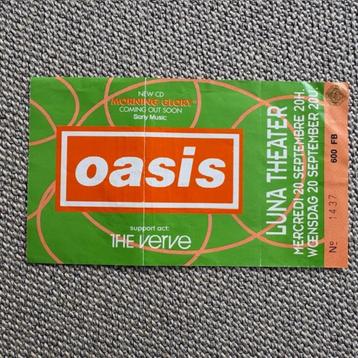 NEW CD
"MORNING GLORY"
COMING OUT SOON
Sony Music
oasis
support act:
THE VERVE
LUNA THEATER
MERCREDI 20 SEPTEMBRE 20H.
WOENSDAG 20 SEPTEMBER 20U.
600 FB
Nº 1437